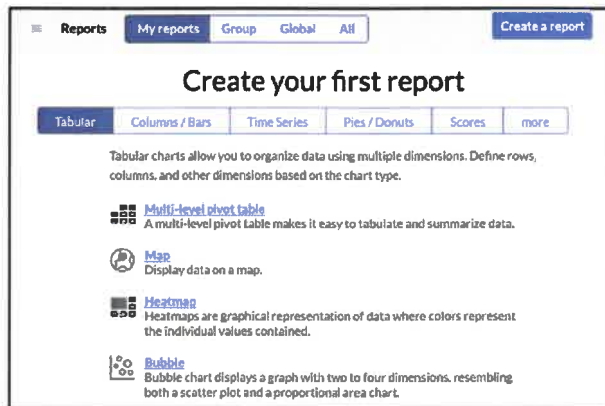 Reports My reports Group Global All Create a report
Create your first report
Tabular Columns / Bars Time Series Pies / Donuts Scores more
Tabular charts allow you to organize data using multiple dimensions. Define rows,
columns, and other dimensions based on the chart type.
Multi-level pivot table
A multi-level pivot table makes it easy to tabulate and summarize data.
Map
Display data on a map.
Heatmap
Heatmaps are graphical representation of data where colors represent
the individual values contained.
Bubble
Bubble chart displays a graph with two to four dimensions, resembling
both a scatter plot and a proportional area chart.